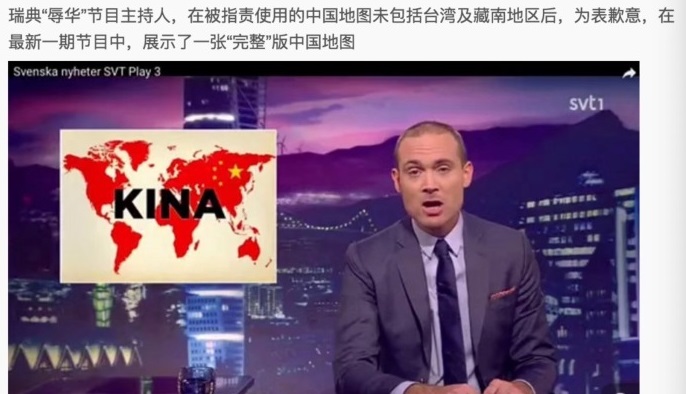 瑞典“辱华”节目主持人，在被指责使用的中国地图未包括台湾及藏南地区后，为表歉意，在
最新一期节目中，展示了一张“完整”版中国地图
Svenska nyheter SVT Play 3
svt1
KINA